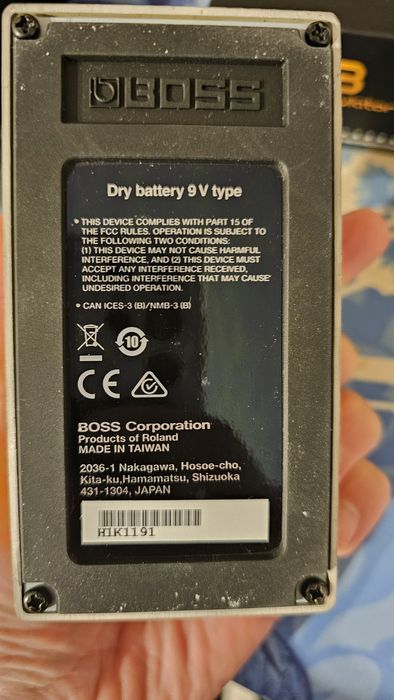 BOSS
Dry battery 9V type
* THIS DEVICE COMPLIES WITH PART 15 OF
THE FCC RULES. OPERATION IS SUBJECT TO
THE FOLLOWING TWO CONDITIONS:
(1) THIS DEVICE MAY NOT CAUSE HARMFUL
INTERFERENCE, AND (2) THIS DEVICE MUST
ACCEPT ANY INTERFERENCE RECEIVED,
INCLUDING INTERFERENCE THAT MAY CAUSE
UNDESIRED OPERATION.
* CAN ICES-3 (B)/NMB-3 (B)
10
CE
BOSS Corporation
Products of Roland
MADE IN TAIWAN
2036-1 Nakagawa, Hosoe-cho,
Kita-ku,Hamamatsu, Shizuoka
431-1304, JAPAN
H1K1191